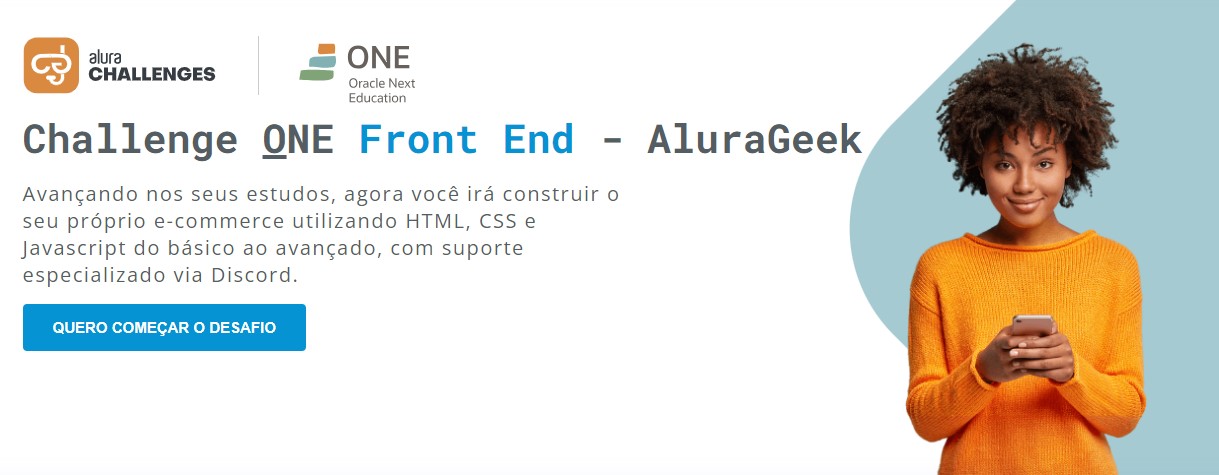 alura
CHALLENGES
ONE
Oracle Next
Education
Challenge ONE Front End - AluraGeek
Avançando nos seus estudos, agora você irá construir o
seu próprio e-commerce utilizando HTML, CSS e
Javascript do básico ao avançado, com suporte
especializado via Discord.
QUERO COMEÇAR O DESAFIO